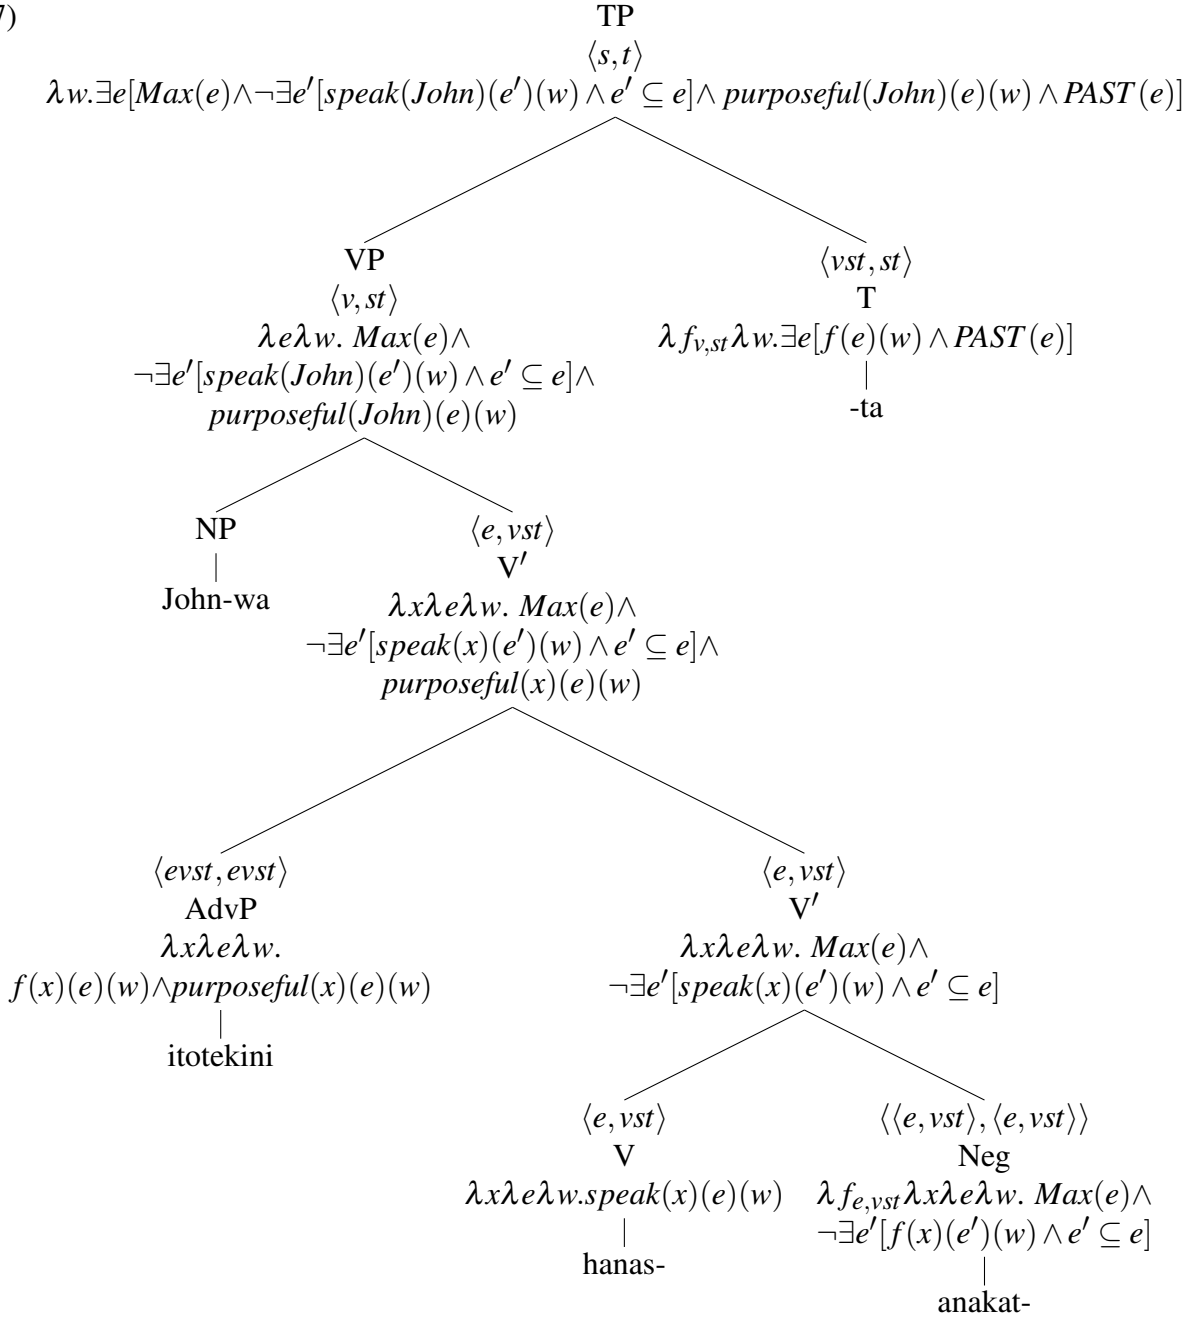 7)
TP
⟨s,t⟩
λw.∃e[Max(e)∧¬∃e′[speak(John)(e′)(w)∧e′⊆e]∧purposeful(John)(e)(w)∧PAST(e)]
VP
⟨v,st⟩
λeλw. Max(e)∧
¬∃e′[speak(John)(e′)(w)∧e′⊆e]∧
purposeful(John)(e)(w)
⟨vst,st⟩
T
λf_{v,st}λw.∃e[f(e)(w)∧PAST(e)]
-ta
NP
John-wa
⟨e,vst⟩
V′
λxλeλw. Max(e)∧
¬∃e′[speak(x)(e′)(w)∧e′⊆e]∧
purposeful(x)(e)(w)
⟨evst,evst⟩
AdvP
λxλeλw.
f(x)(e)(w)∧purposeful(x)(e)(w)
itotekini
⟨e,vst⟩
V′
λxλeλw. Max(e)∧
¬∃e′[speak(x)(e′)(w)∧e′⊆e]
⟨e,vst⟩
V
λxλeλw.speak(x)(e)(w)
hanas-
⟨⟨e,vst⟩,⟨e,vst⟩⟩
Neg
λf_{e,vst}λxλeλw. Max(e)∧
¬∃e′[f(x)(e′)(w)∧e′⊆e]
anakat-